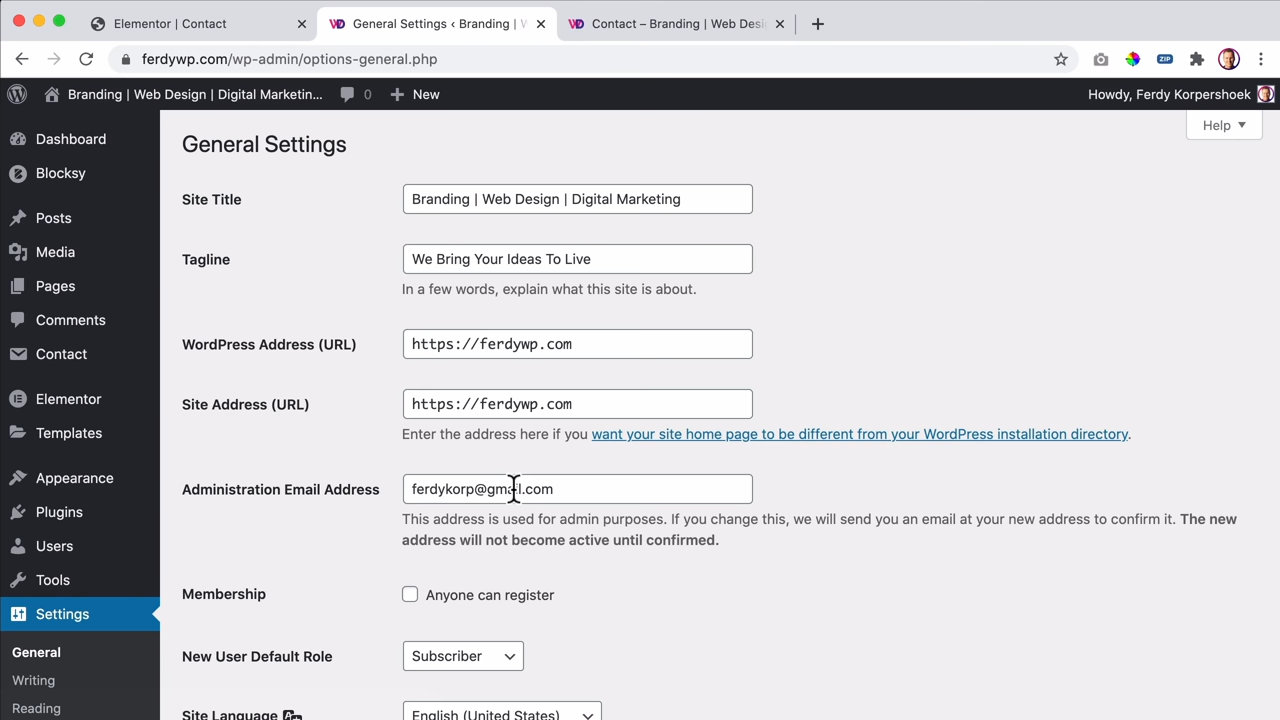 Elementor | Contact
General Settings ‹ Branding | W
Contact – Branding | Web Desi
ferdywp.com/wp-admin/options-general.php
ZIP
Branding | Web Design | Digital Marketin...
0
New
Howdy, Ferdy Korpershoek
Help
Dashboard
Blocksy
Posts
Media
Pages
Comments
Contact
Elementor
Templates
Appearance
Plugins
Users
Tools
Settings
General
Writing
Reading
General Settings
Site Title
Branding | Web Design | Digital Marketing
Tagline
We Bring Your Ideas To Live
In a few words, explain what this site is about.
WordPress Address (URL)
https://ferdywp.com
Site Address (URL)
https://ferdywp.com
Enter the address here if you want your site home page to be different from your WordPress installation directory.
Administration Email Address
ferdykorp@gmail.com
This address is used for admin purposes. If you change this, we will send you an email at your new address to confirm it. The new
address will not become active until confirmed.
Membership
Anyone can register
New User Default Role
Subscriber
Site Language
English (United States)